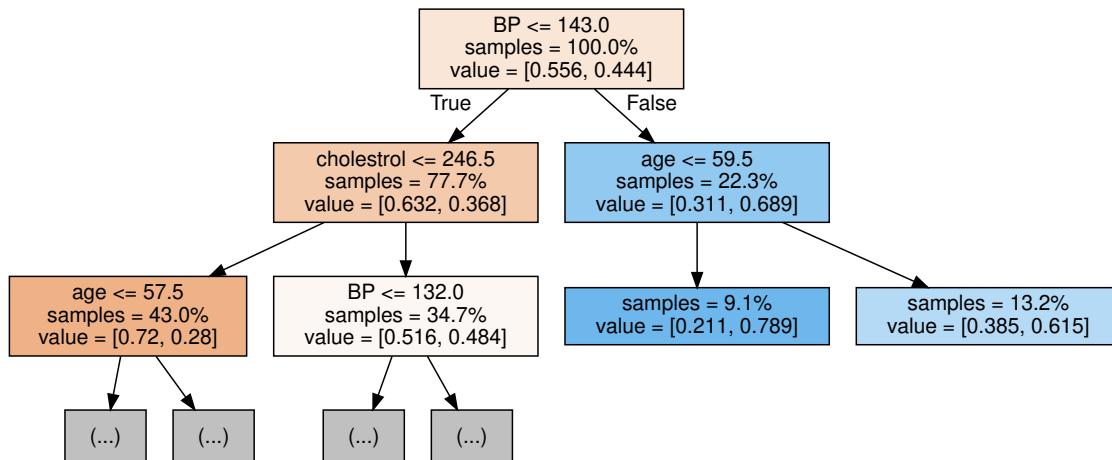 BP <= 143.0
samples = 100.0%
value = [0.556, 0.444]
True
False
cholestrol <= 246.5
samples = 77.7%
value = [0.632, 0.368]
age <= 59.5
samples = 22.3%
value = [0.311, 0.689]
age <= 57.5
samples = 43.0%
value = [0.72, 0.28]
BP <= 132.0
samples = 34.7%
value = [0.516, 0.484]
samples = 9.1%
value = [0.211, 0.789]
samples = 13.2%
value = [0.385, 0.615]
(...)
(...)
(...)
(...)